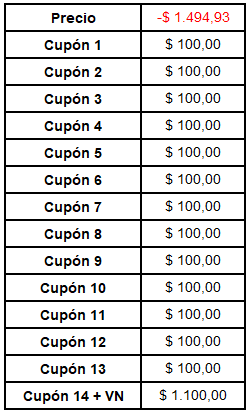 Precio -$ 1.494,93
Cupón 1 $ 100,00
Cupón 2 $ 100,00
Cupón 3 $ 100,00
Cupón 4 $ 100,00
Cupón 5 $ 100,00
Cupón 6 $ 100,00
Cupón 7 $ 100,00
Cupón 8 $ 100,00
Cupón 9 $ 100,00
Cupón 10 $ 100,00
Cupón 11 $ 100,00
Cupón 12 $ 100,00
Cupón 13 $ 100,00
Cupón 14 + VN $ 1.100,00